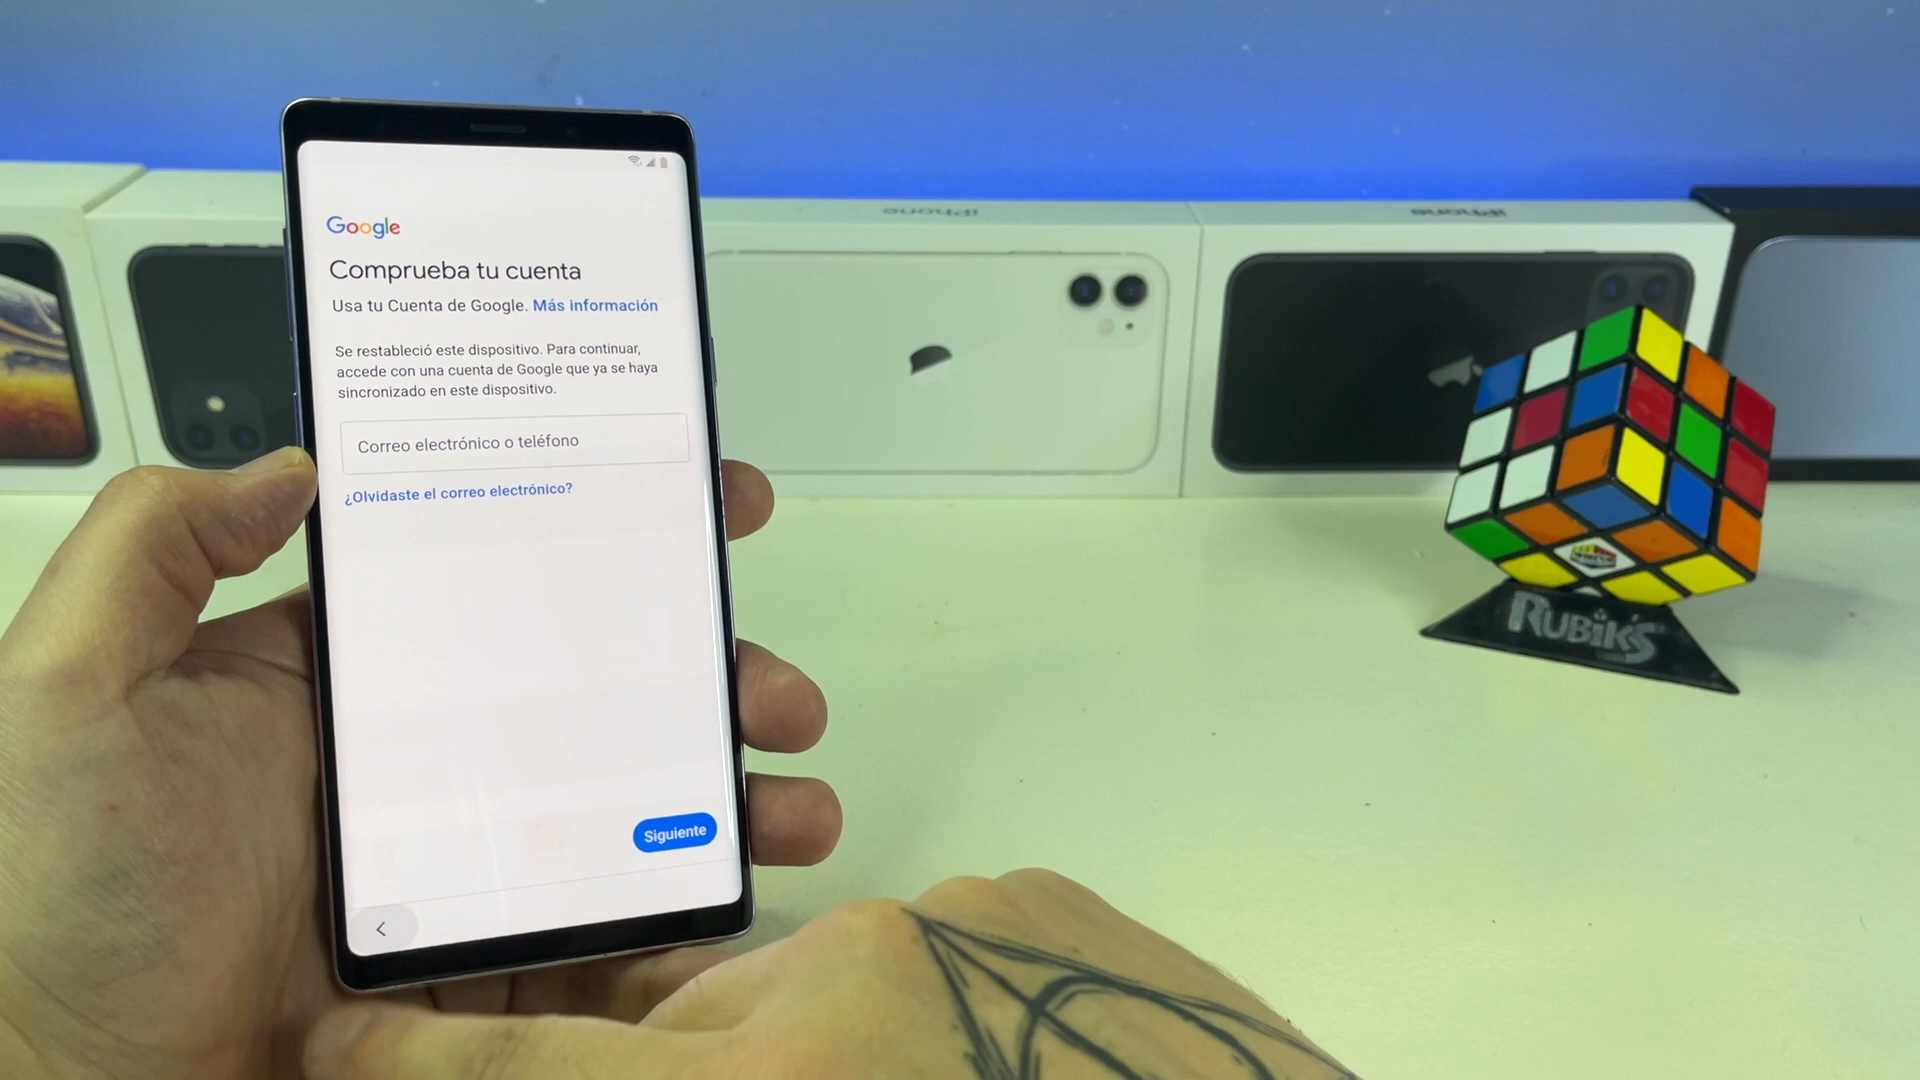 Google
Comprueba tu cuenta
Usa tu Cuenta de Google. Más información
Se restableció este dispositivo. Para continuar,
accede con una cuenta de Google que ya se haya
sincronizado en este dispositivo.
Correo electrónico o teléfono
¿Olvidaste el correo electrónico?
Siguiente
iPhone
iPhone
RUBIK'S